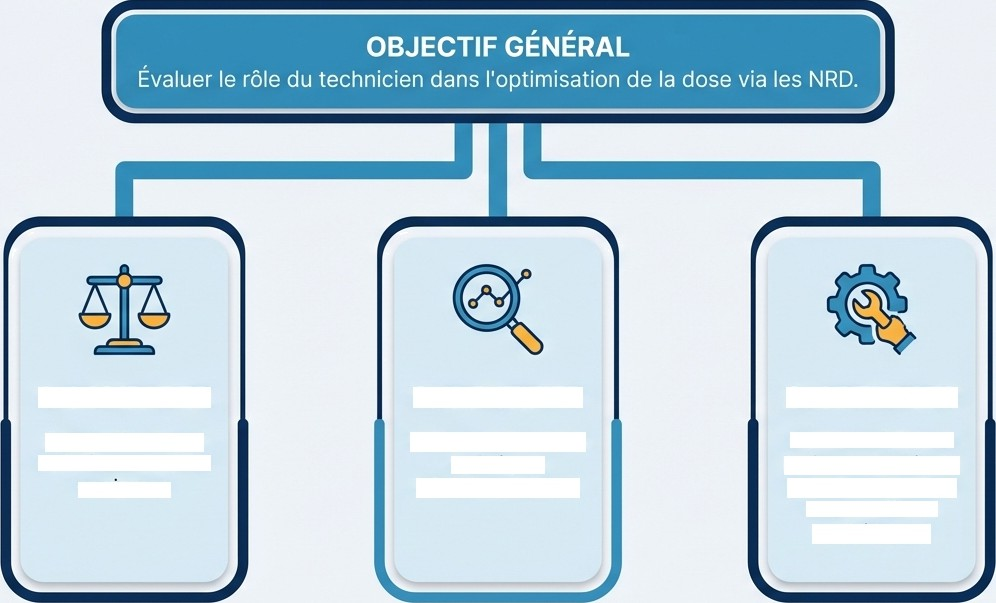 OBJECTIF GÉNÉRAL
Évaluer le rôle du technicien dans l'optimisation de la dose via les NRD.